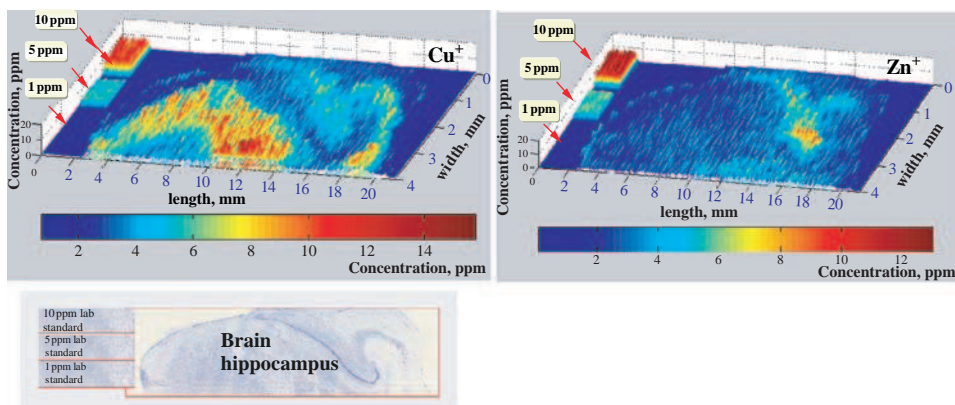 10 ppm
5 ppm
1 ppm
Cu+
Concentration, ppm
20
10
0
0
2
4
6
8
10
12
14
16
18
20
0
1
2
3
4
length, mm
width, mm
2
4
6
8
10
12
14
Concentration, ppm
10 ppm
5 ppm
1 ppm
Zn+
Concentration, ppm
20
10
0
0
2
4
6
8
10
12
14
16
18
20
0
1
2
3
4
length, mm
width, mm
2
4
6
8
10
12
Concentration, ppm
10 ppm lab
standard
5 ppm lab
standard
1 ppm lab
standard
Brain
hippocampus